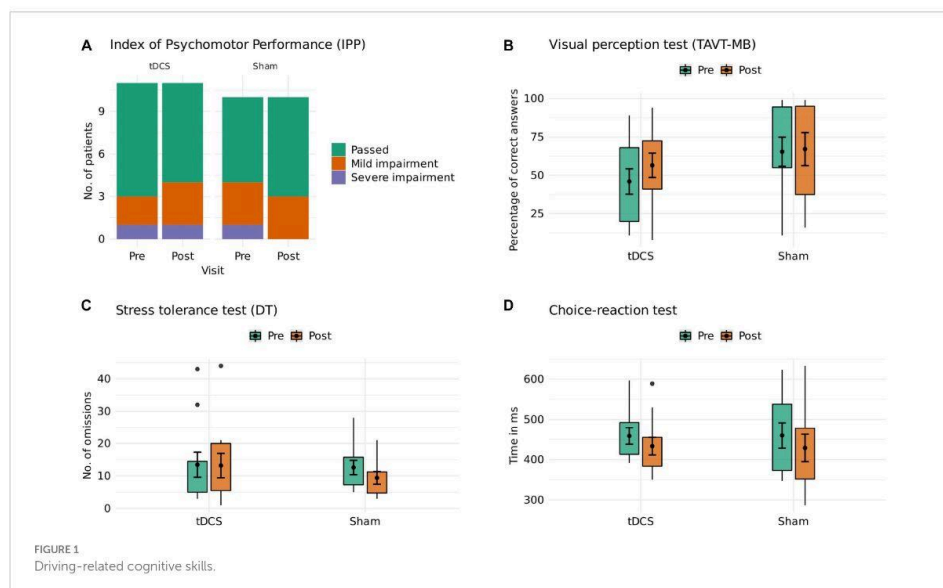 A Index of Psychomotor Performance (IPP)
tDCS Sham
No. of patients
9
6
3
0
Pre Post Pre Post
Visit
Passed
Mild impairment
Severe impairment
B Visual perception test (TAVT-MB)
Pre Post
Percentage of correct answers
100
75
50
25
tDCS Sham
C Stress tolerance test (DT)
Pre Post
No. of omissions
40
30
20
10
0
tDCS Sham
D Choice-reaction test
Pre Post
Time in ms
600
500
400
300
tDCS Sham
FIGURE 1
Driving-related cognitive skills.